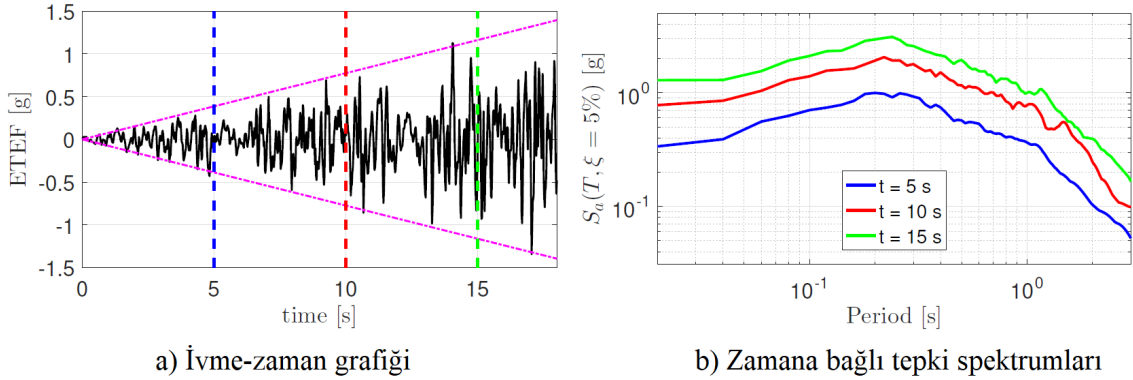 1.5
1
0.5
0
-0.5
-1
-1.5
0
5
10
15
ETEF [g]
time [s]
a) İvme-zaman grafiği
10^0
10^-1
10^-1
10^0
S_a(T, ξ = 5%) [g]
t = 5 s
t = 10 s
t = 15 s
Period [s]
b) Zamana bağlı tepki spektrumları